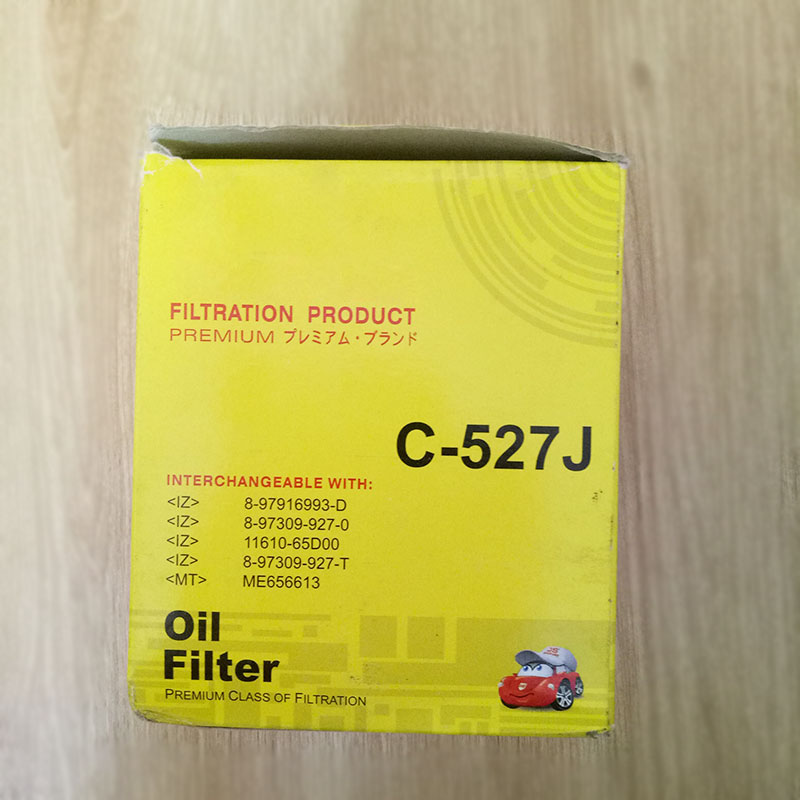 FILTRATION PRODUCT
PREMIUM プレミアム・ブランド
C-527J
INTERCHANGEABLE WITH:
<IZ> 8-97916993-D
<IZ> 8-97309-927-0
<IZ> 11610-65D00
<IZ> 8-97309-927-T
<MT> ME656613
Oil
Filter
PREMIUM CLASS OF FILTRATION
JS